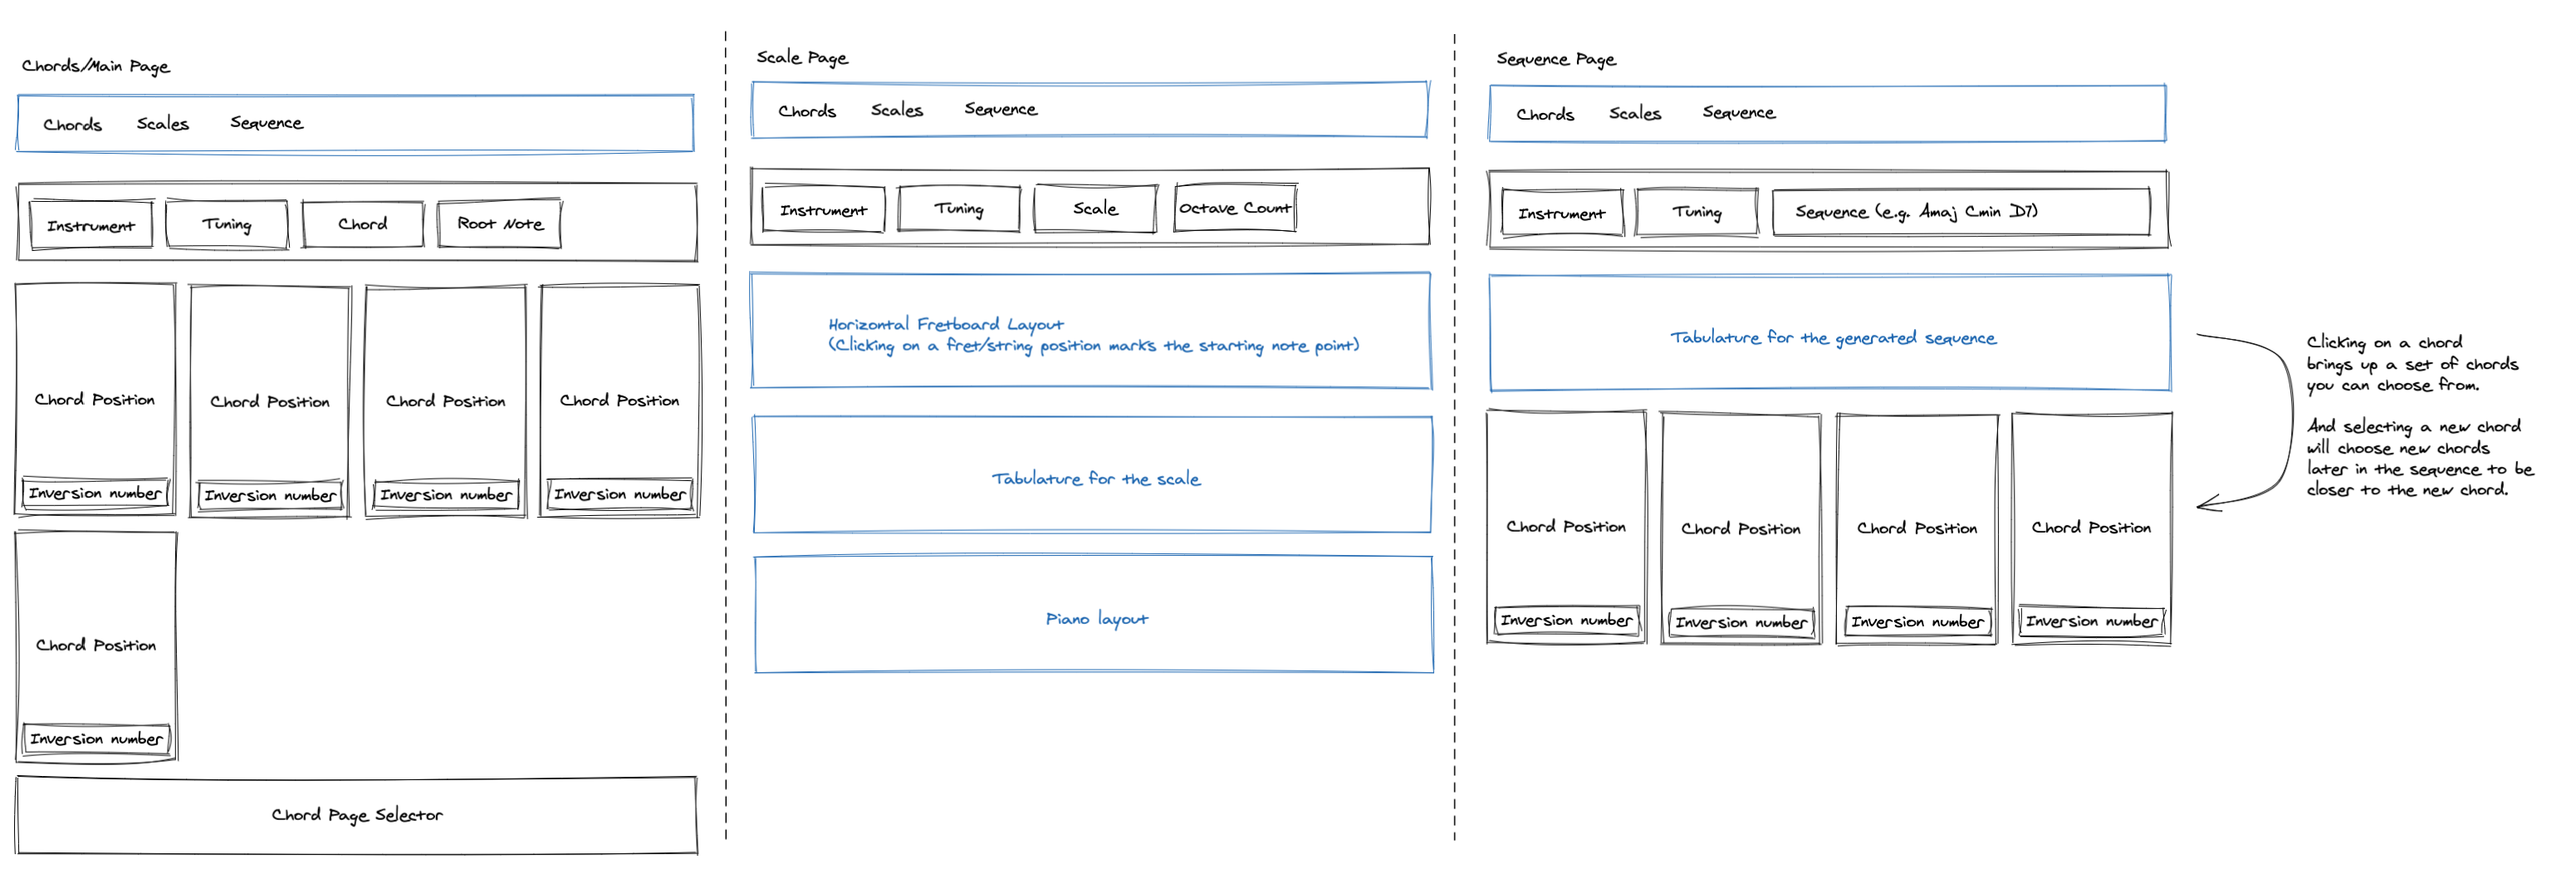 Chords/Main Page
Chords Scales Sequence
Instrument Tuning Chord Root Note
Chord Position Chord Position Chord Position Chord Position
Inversion number Inversion number Inversion number Inversion number
Chord Position
Inversion number
Chord Page Selector
Scale Page
Chords Scales Sequence
Instrument Tuning Scale Octave Count
Horizontal Fretboard Layout
(Clicking on a fret/string position marks the starting note point)
Tabulature for the scale
Piano layout
Sequence Page
Chords Scales Sequence
Instrument Tuning Sequence (e.g. Amaj Cmin D7)
Tabulature for the generated sequence
Chord Position Chord Position Chord Position Chord Position
Inversion number Inversion number Inversion number Inversion number
Clicking on a chord
brings up a set of chords
you can choose from.
And selecting a new chord
will choose new chords
later in the sequence to be
closer to the new chord.